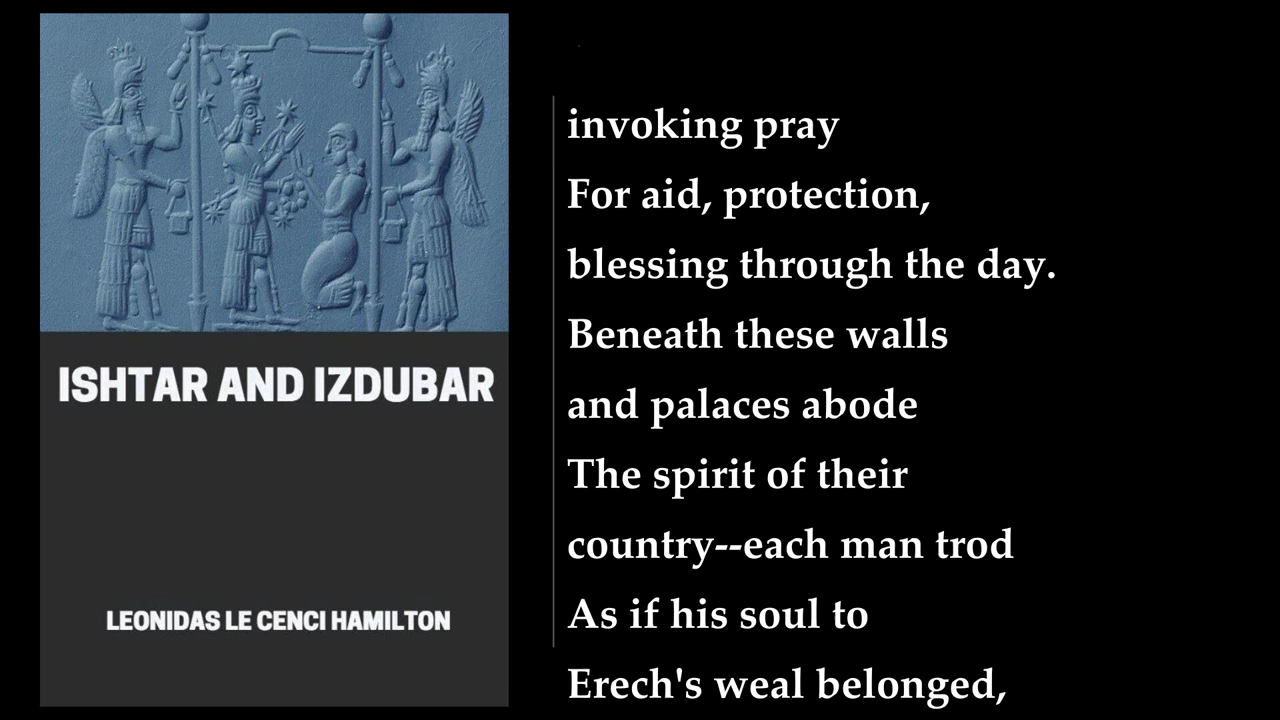 ISHTAR AND IZDUBAR
LEONIDAS LE CENCI HAMILTON
invoking pray
For aid, protection,
blessing through the day.
Beneath these walls
and palaces abode
The spirit of their
country--each man trod
As if his soul to
Erech's weal belonged,